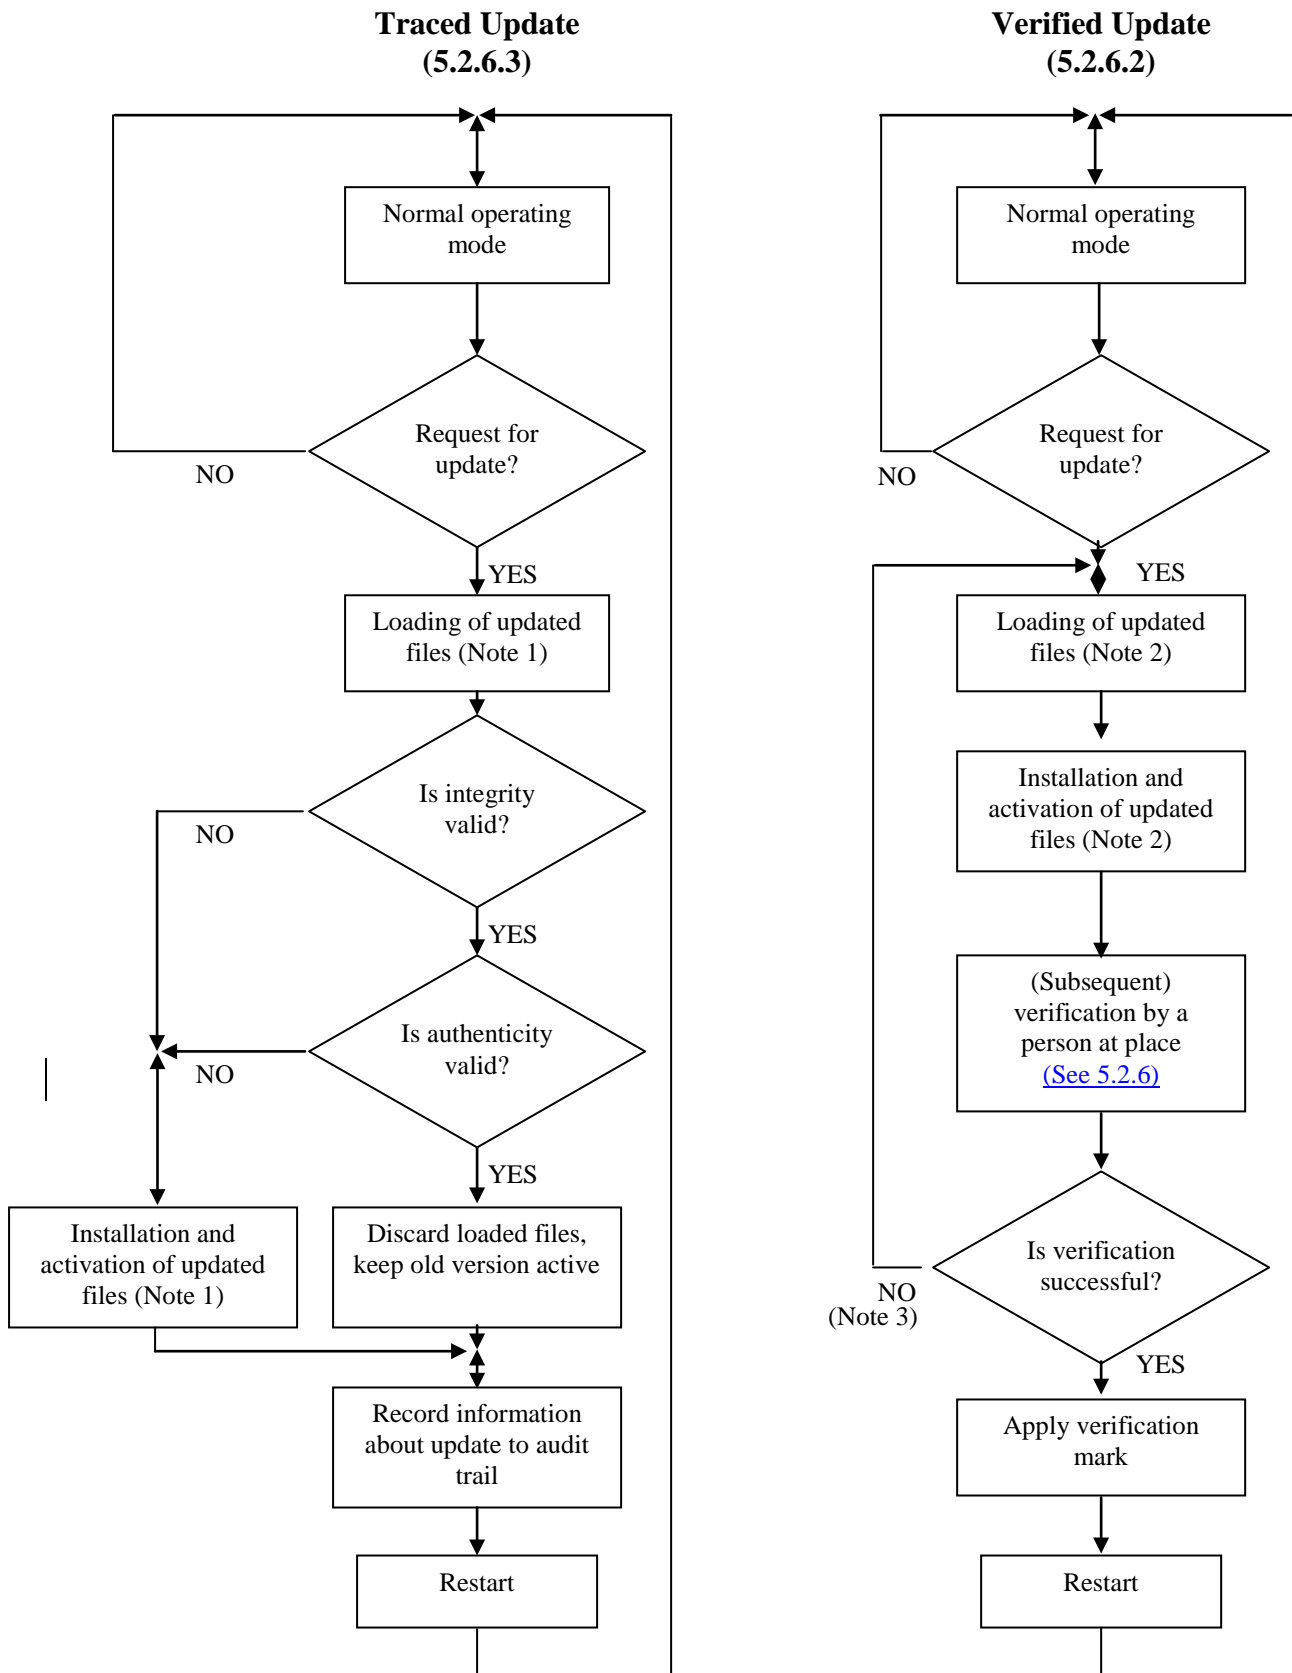 Traced Update
(5.2.6.3)
Normal operating
mode
Request for
update?
NO
YES
Loading of updated
files (Note 1)
Is integrity
valid?
NO
YES
Is authenticity
valid?
NO
YES
Installation and
activation of updated
files (Note 1)
Discard loaded files,
keep old version active
Record information
about update to audit
trail
Restart
Verified Update
(5.2.6.2)
Normal operating
mode
Request for
update?
NO
YES
Loading of updated
files (Note 2)
Installation and
activation of updated
files (Note 2)
(Subsequent)
verification by a
person at place
(See 5.2.6)
Is verification
successful?
NO
(Note 3)
YES
Apply verification
mark
Restart